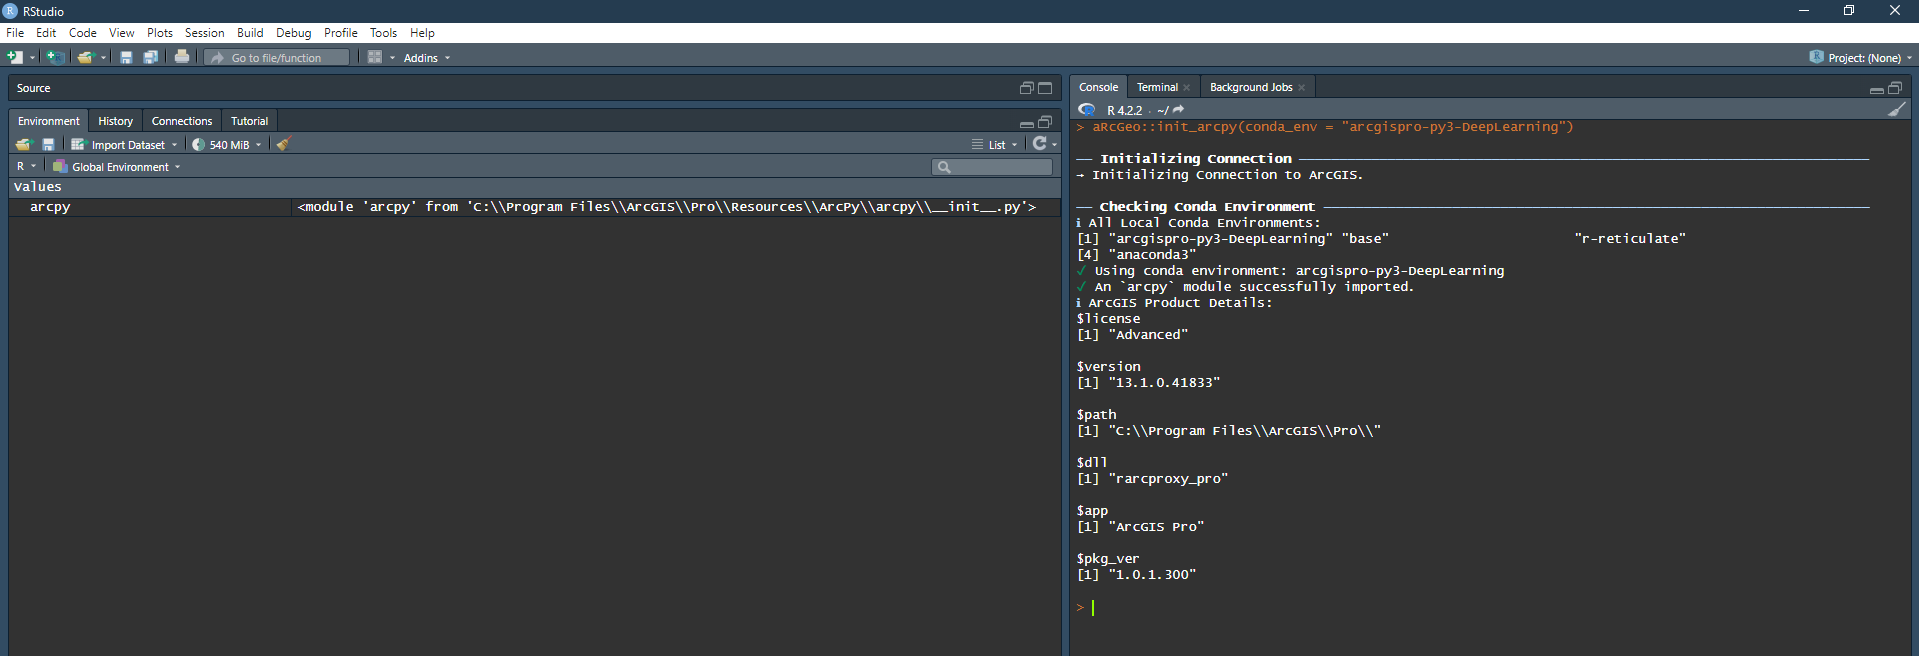 RStudio
File Edit Code View Plots Session Build Debug Profile Tools Help
Go to file/function Addins Project: (None)
Source
Environment History Connections Tutorial
Import Dataset 540 MiB List
R Global Environment
Values
arcpy <module 'arcpy' from 'C:\\Program Files\\ArcGIS\\Pro\\Resources\\ArcPy\\arcpy\\__init__.py'>
Console Terminal Background Jobs
R 4.2.2 . ~/
> aRcGeo::init_arcpy(conda_env = "arcgispro-py3-DeepLearning")
── Initializing Connection ──
→ Initializing Connection to ArcGIS.
── Checking Conda Environment ──
ℹ All Local Conda Environments:
[1] "arcgispro-py3-DeepLearning" "base" "r-reticulate"
[4] "anaconda3"
✓ Using conda environment: arcgispro-py3-DeepLearning
✓ An `arcpy` module successfully imported.
ℹ ArcGIS Product Details:
$license
[1] "Advanced"
$version
[1] "13.1.0.41833"
$path
[1] "C:\\Program Files\\ArcGIS\\Pro\\"
$dll
[1] "rarcproxy_pro"
$app
[1] "ArcGIS Pro"
$pkg_ver
[1] "1.0.1.300"
>